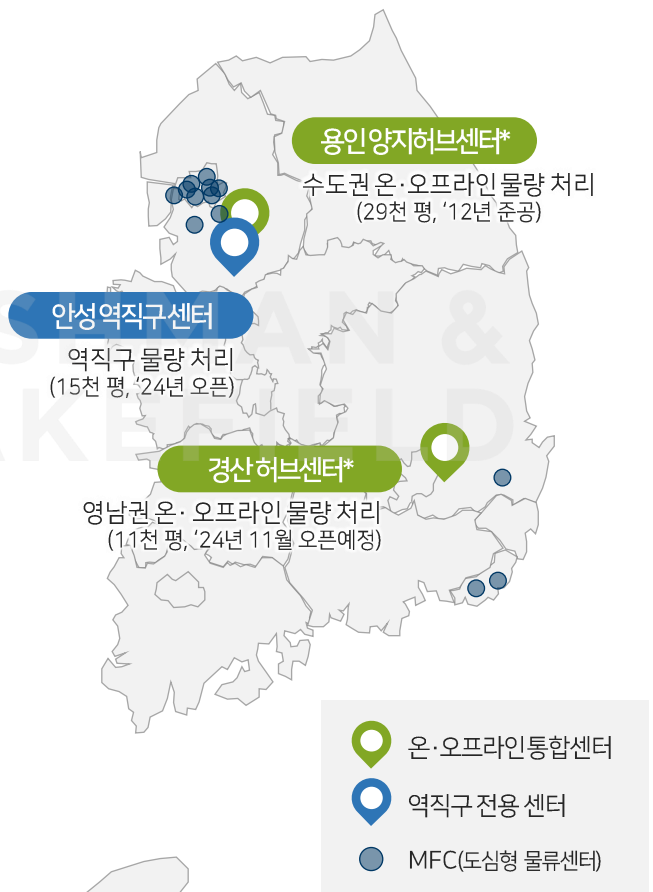 용인 양지허브센터*
수도권 온·오프라인 물량 처리
(29천 평, ‘12년 준공)
SHMAN &
안성 역직구 센터
역직구 물량 처리
(15천 평, ‘24년 오픈)
AKEFIELD
경산 허브센터*
영남권 온· 오프라인 물량 처리
(11천 평, ‘24년 11월 오픈예정)
온·오프라인 통합센터
역직구 전용 센터
MFC(도심형 물류센터)